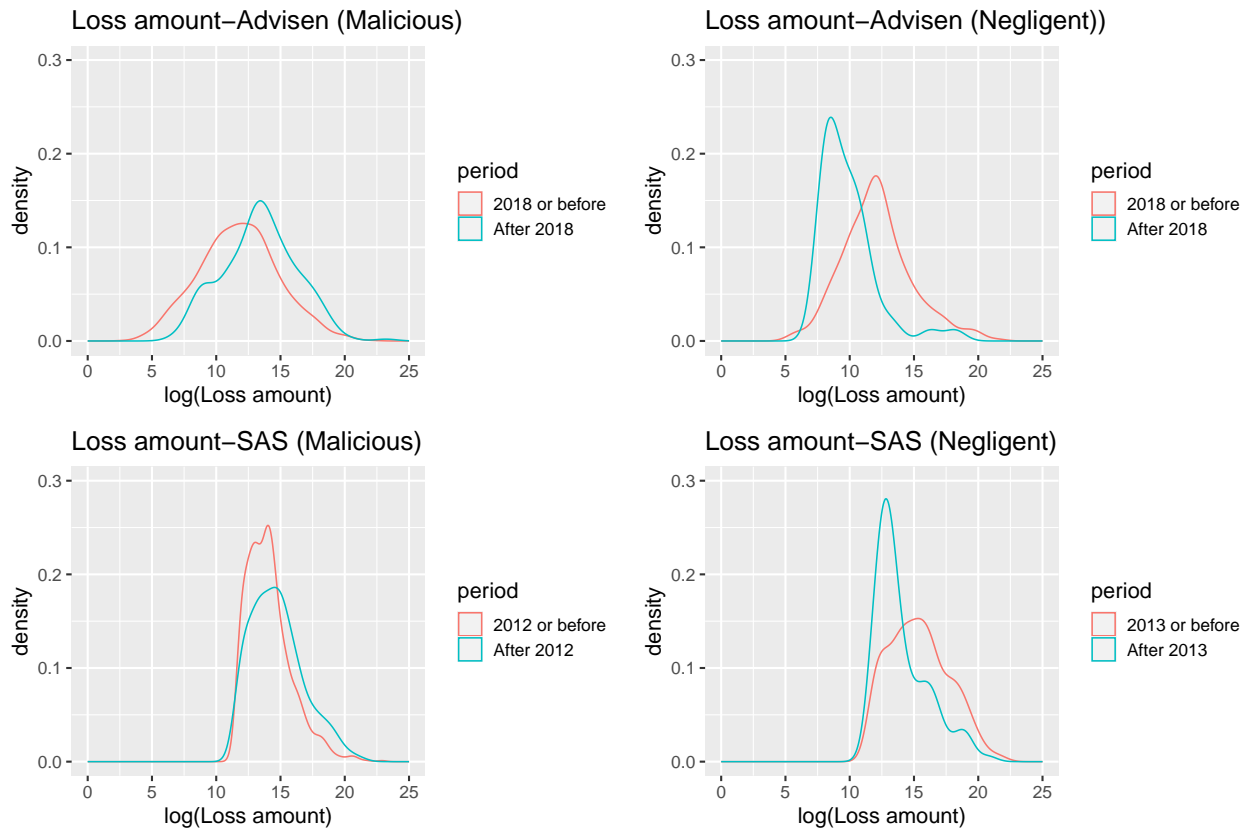 Loss amount−Advisen (Malicious)
0.3
0.2
0.1
0.0
density
0 5 10 15 20 25
log(Loss amount)
period
2018 or before
After 2018
Loss amount−Advisen (Negligent))
0.3
0.2
0.1
0.0
density
0 5 10 15 20 25
log(Loss amount)
period
2018 or before
After 2018
Loss amount−SAS (Malicious)
0.3
0.2
0.1
0.0
density
0 5 10 15 20 25
log(Loss amount)
period
2012 or before
After 2012
Loss amount−SAS (Negligent)
0.3
0.2
0.1
0.0
density
0 5 10 15 20 25
log(Loss amount)
period
2013 or before
After 2013